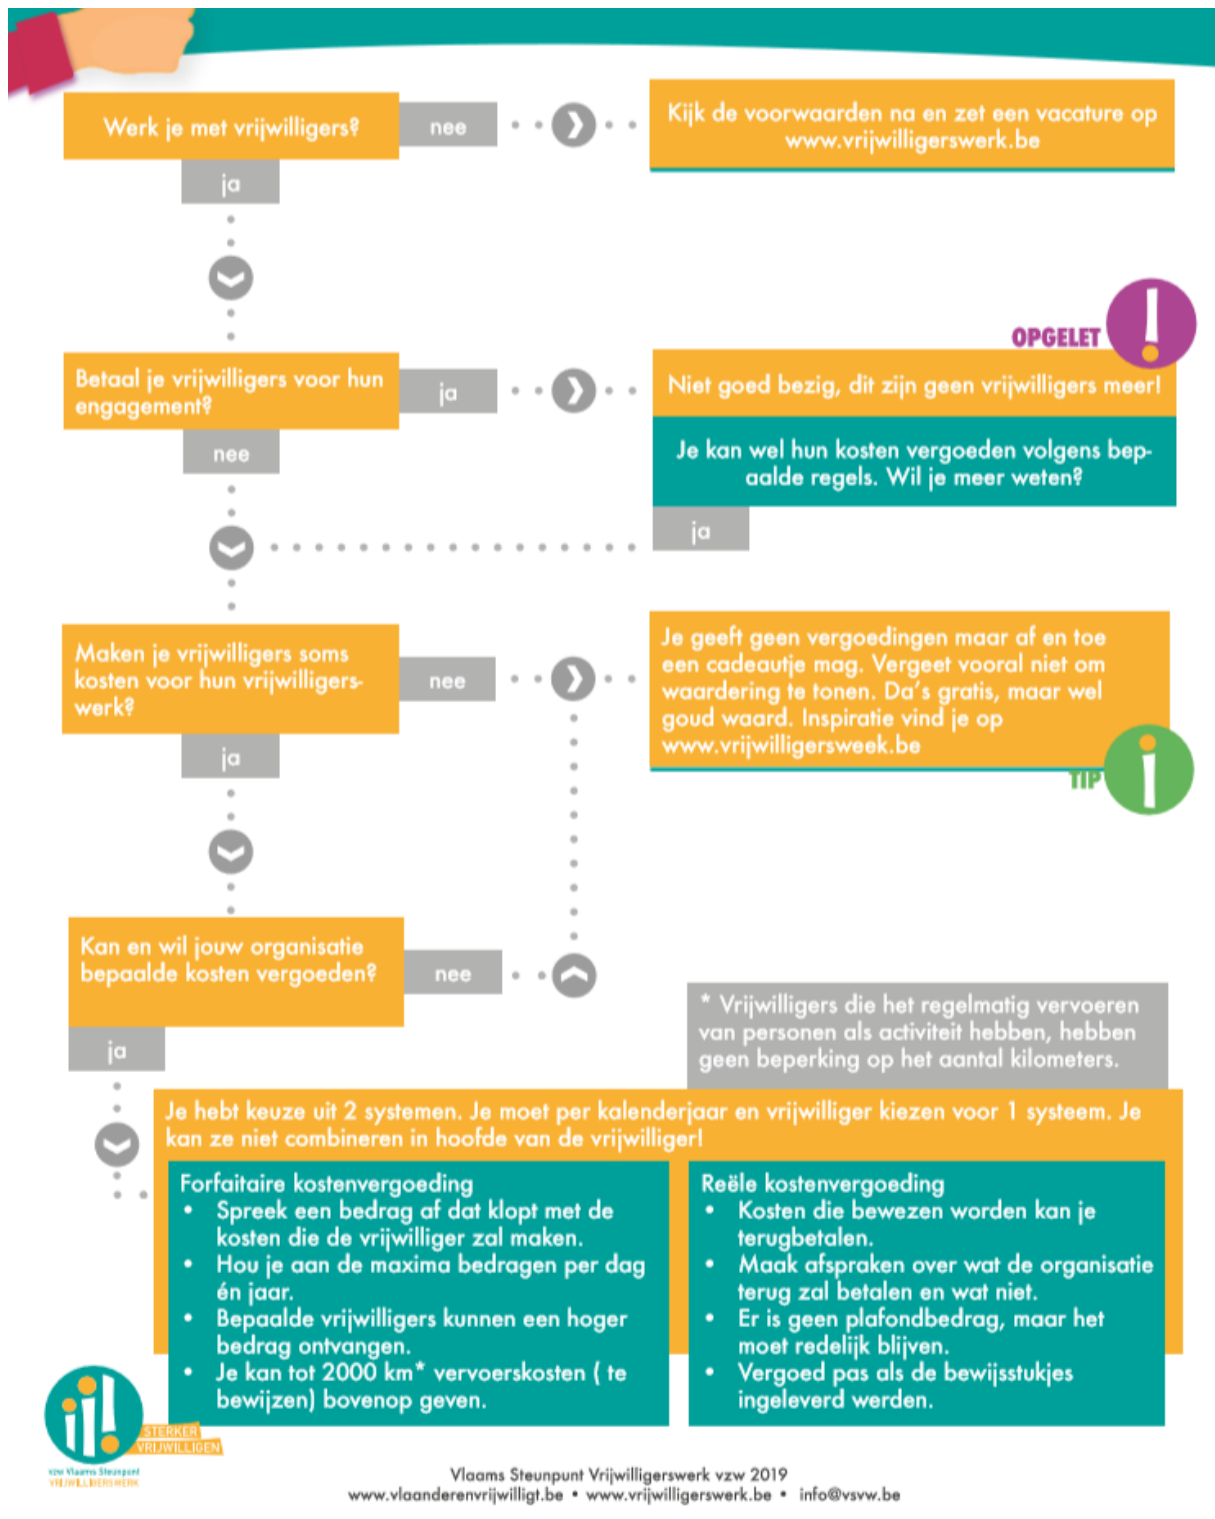 Werk je met vrijwilligers?
nee
Kijk de voorwaarden na en zet een vacature op
www.vrijwilligerswerk.be
ja
OPGELET
Betaal je vrijwilligers voor hun
engagement?
ja
Niet goed bezig, dit zijn geen vrijwilligers meer!
Je kan wel hun kosten vergoeden volgens bep-
aalde regels. Wil je meer weten?
nee
ja
Maken je vrijwilligers soms
kosten voor hun vrijwilligers-
werk?
nee
Je geeft geen vergoedingen maar af en toe
een cadeautje mag. Vergeet vooral niet om
waardering te tonen. Da's gratis, maar wel
goud waard. Inspiratie vind je op
www.vrijwilligersweek.be
TIP
ja
Kan en wil jouw organisatie
bepaalde kosten vergoeden?
nee
ja
* Vrijwilligers die het regelmatig vervoeren
van personen als activiteit hebben, hebben
geen beperking op het aantal kilometers.
Je hebt keuze uit 2 systemen. Je moet per kalenderjaar en vrijwilliger kiezen voor 1 systeem. Je
kan ze niet combineren in hoofde van de vrijwilliger!
Forfaitaire kostenvergoeding
• Spreek een bedrag af dat klopt met de
kosten die de vrijwilliger zal maken.
• Hou je aan de maxima bedragen per dag
én jaar.
• Bepaalde vrijwilligers kunnen een hoger
bedrag ontvangen.
• Je kan tot 2000 km* vervoerskosten ( te
bewijzen) bovenop geven.
Reële kostenvergoeding
• Kosten die bewezen worden kan je
terugbetalen.
• Maak afspraken over wat de organisatie
terug zal betalen en wat niet.
• Er is geen plafondbedrag, maar het
moet redelijk blijven.
• Vergoed pas als de bewijsstukjes
ingeleverd werden.
STERKER
VRIJWILLIGEN
vzw Vlaams Steunpunt
VRIJWILLIGERSWERK
Vlaams Steunpunt Vrijwilligerswerk vzw 2019
www.vlaanderenvrijwilligt.be • www.vrijwilligerswerk.be • info@vsvw.be